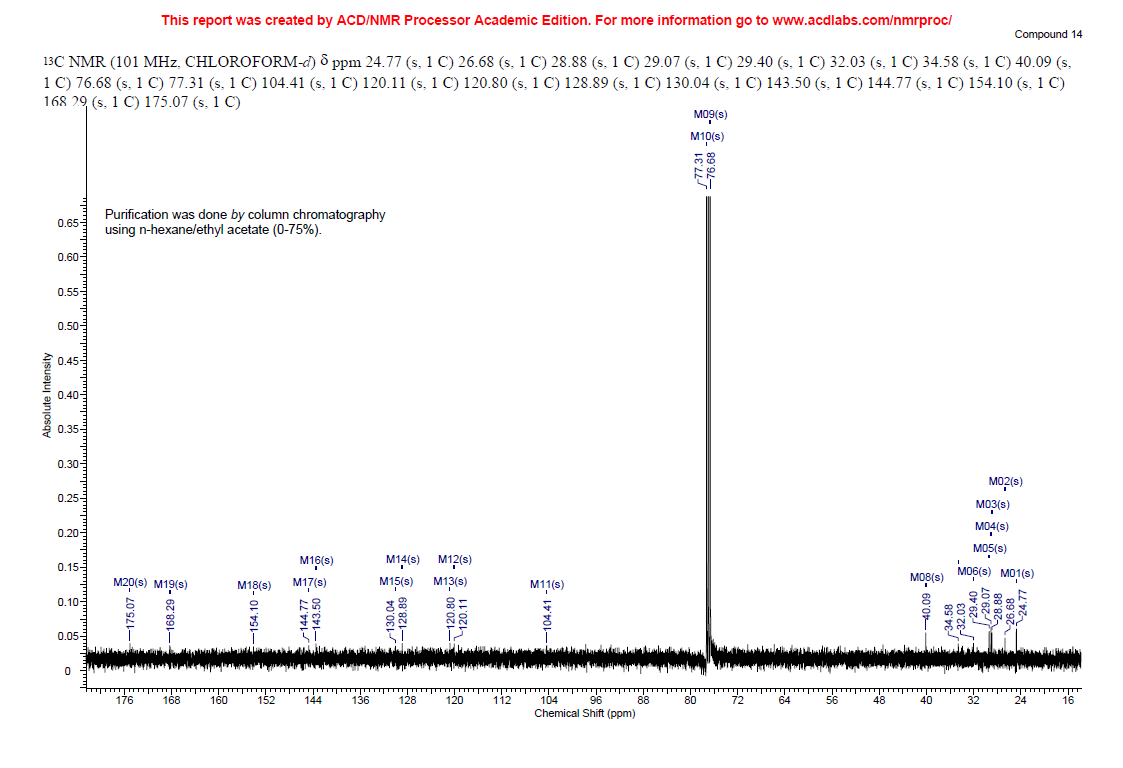 This report was created by ACD/NMR Processor Academic Edition. For more information go to www.acdlabs.com/nmrproc/
Compound 14
13C NMR (101 MHz, CHLOROFORM-d) δ ppm 24.77 (s, 1 C) 26.68 (s, 1 C) 28.88 (s, 1 C) 29.07 (s, 1 C) 29.40 (s, 1 C) 32.03 (s, 1 C) 34.58 (s, 1 C) 40.09 (s,
1 C) 76.68 (s, 1 C) 77.31 (s, 1 C) 104.41 (s, 1 C) 120.11 (s, 1 C) 120.80 (s, 1 C) 128.89 (s, 1 C) 130.04 (s, 1 C) 143.50 (s, 1 C) 144.77 (s, 1 C) 154.10 (s, 1 C)
168.29 (s, 1 C) 175.07 (s, 1 C)
M09(s)
M10(s)
77.31
76.68
Purification was done by column chromatography
using n-hexane/ethyl acetate (0-75%).
Absolute Intensity
0.65
0.60
0.55
0.50
0.45
0.40
0.35
0.30
0.25
0.20
0.15
0.10
0.05
0
M02(s)
M03(s)
M04(s)
M05(s)
M16(s)
M14(s)
M12(s)
M20(s)
M19(s)
M18(s)
M17(s)
M15(s)
M13(s)
M11(s)
M08(s)
M06(s)
M01(s)
175.07
168.29
154.10
144.77
143.50
130.04
128.89
120.80
120.11
104.41
40.09
34.58
32.03
29.40
29.07
28.88
26.68
24.77
176 168 160 152 144 136 128 120 112 104 96 88 80 72 64 56 48 40 32 24 16
Chemical Shift (ppm)